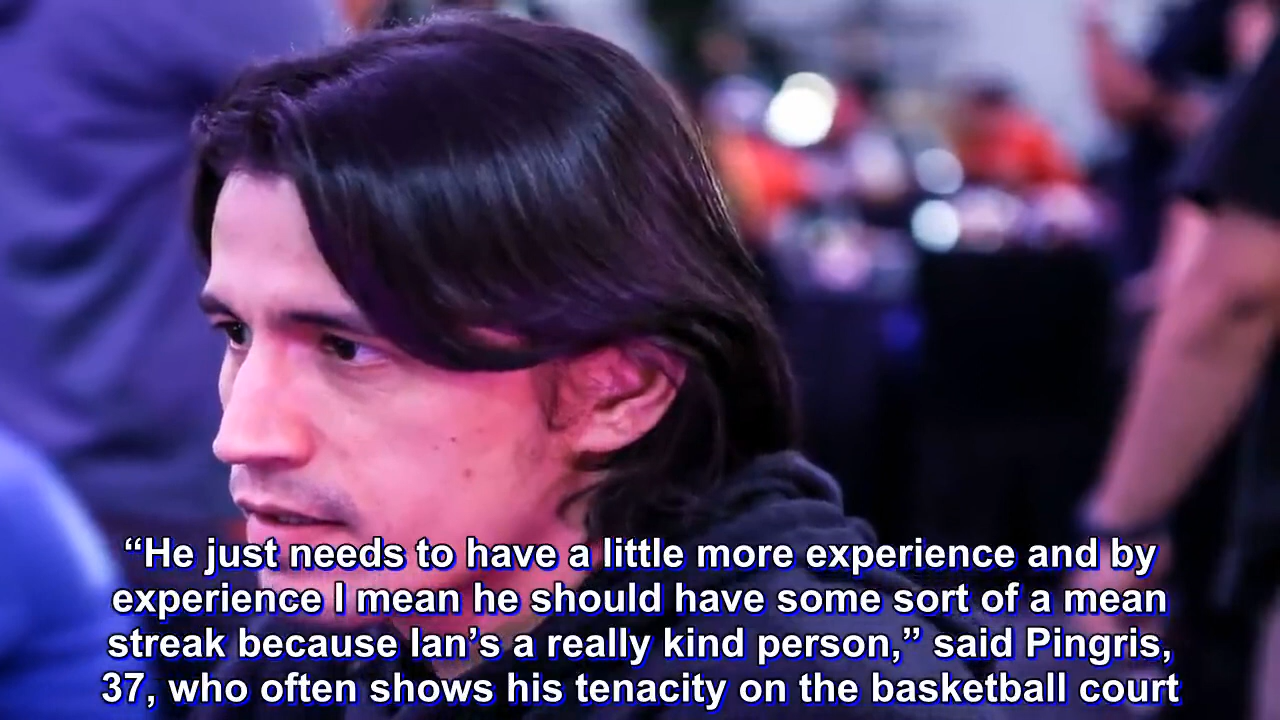 “He just needs to have a little more experience and by
experience I mean he should have some sort of a mean
streak because Ian’s a really kind person,” said Pingris,
37, who often shows his tenacity on the basketball court